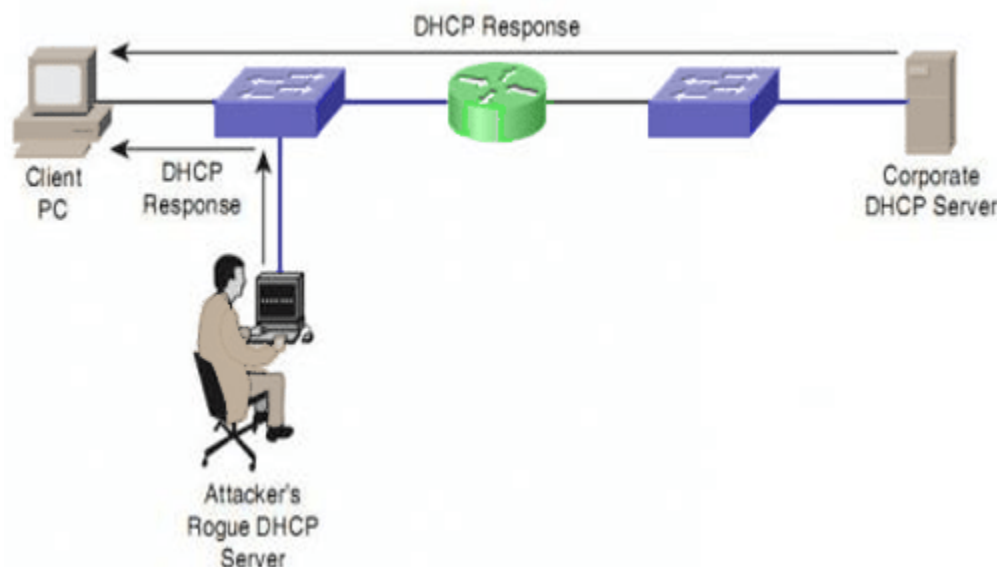 DHCP Response
Client
PC
DHCP
Response
Corporate
DHCP Server
Attacker's
Rogue DHCP
Server